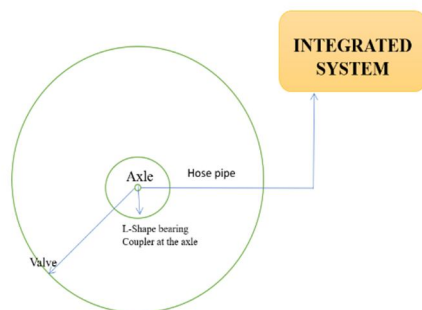 INTEGRATED
SYSTEM
Axle
Hose pipe
L-Shape bearing
Coupler at the axle
Valve